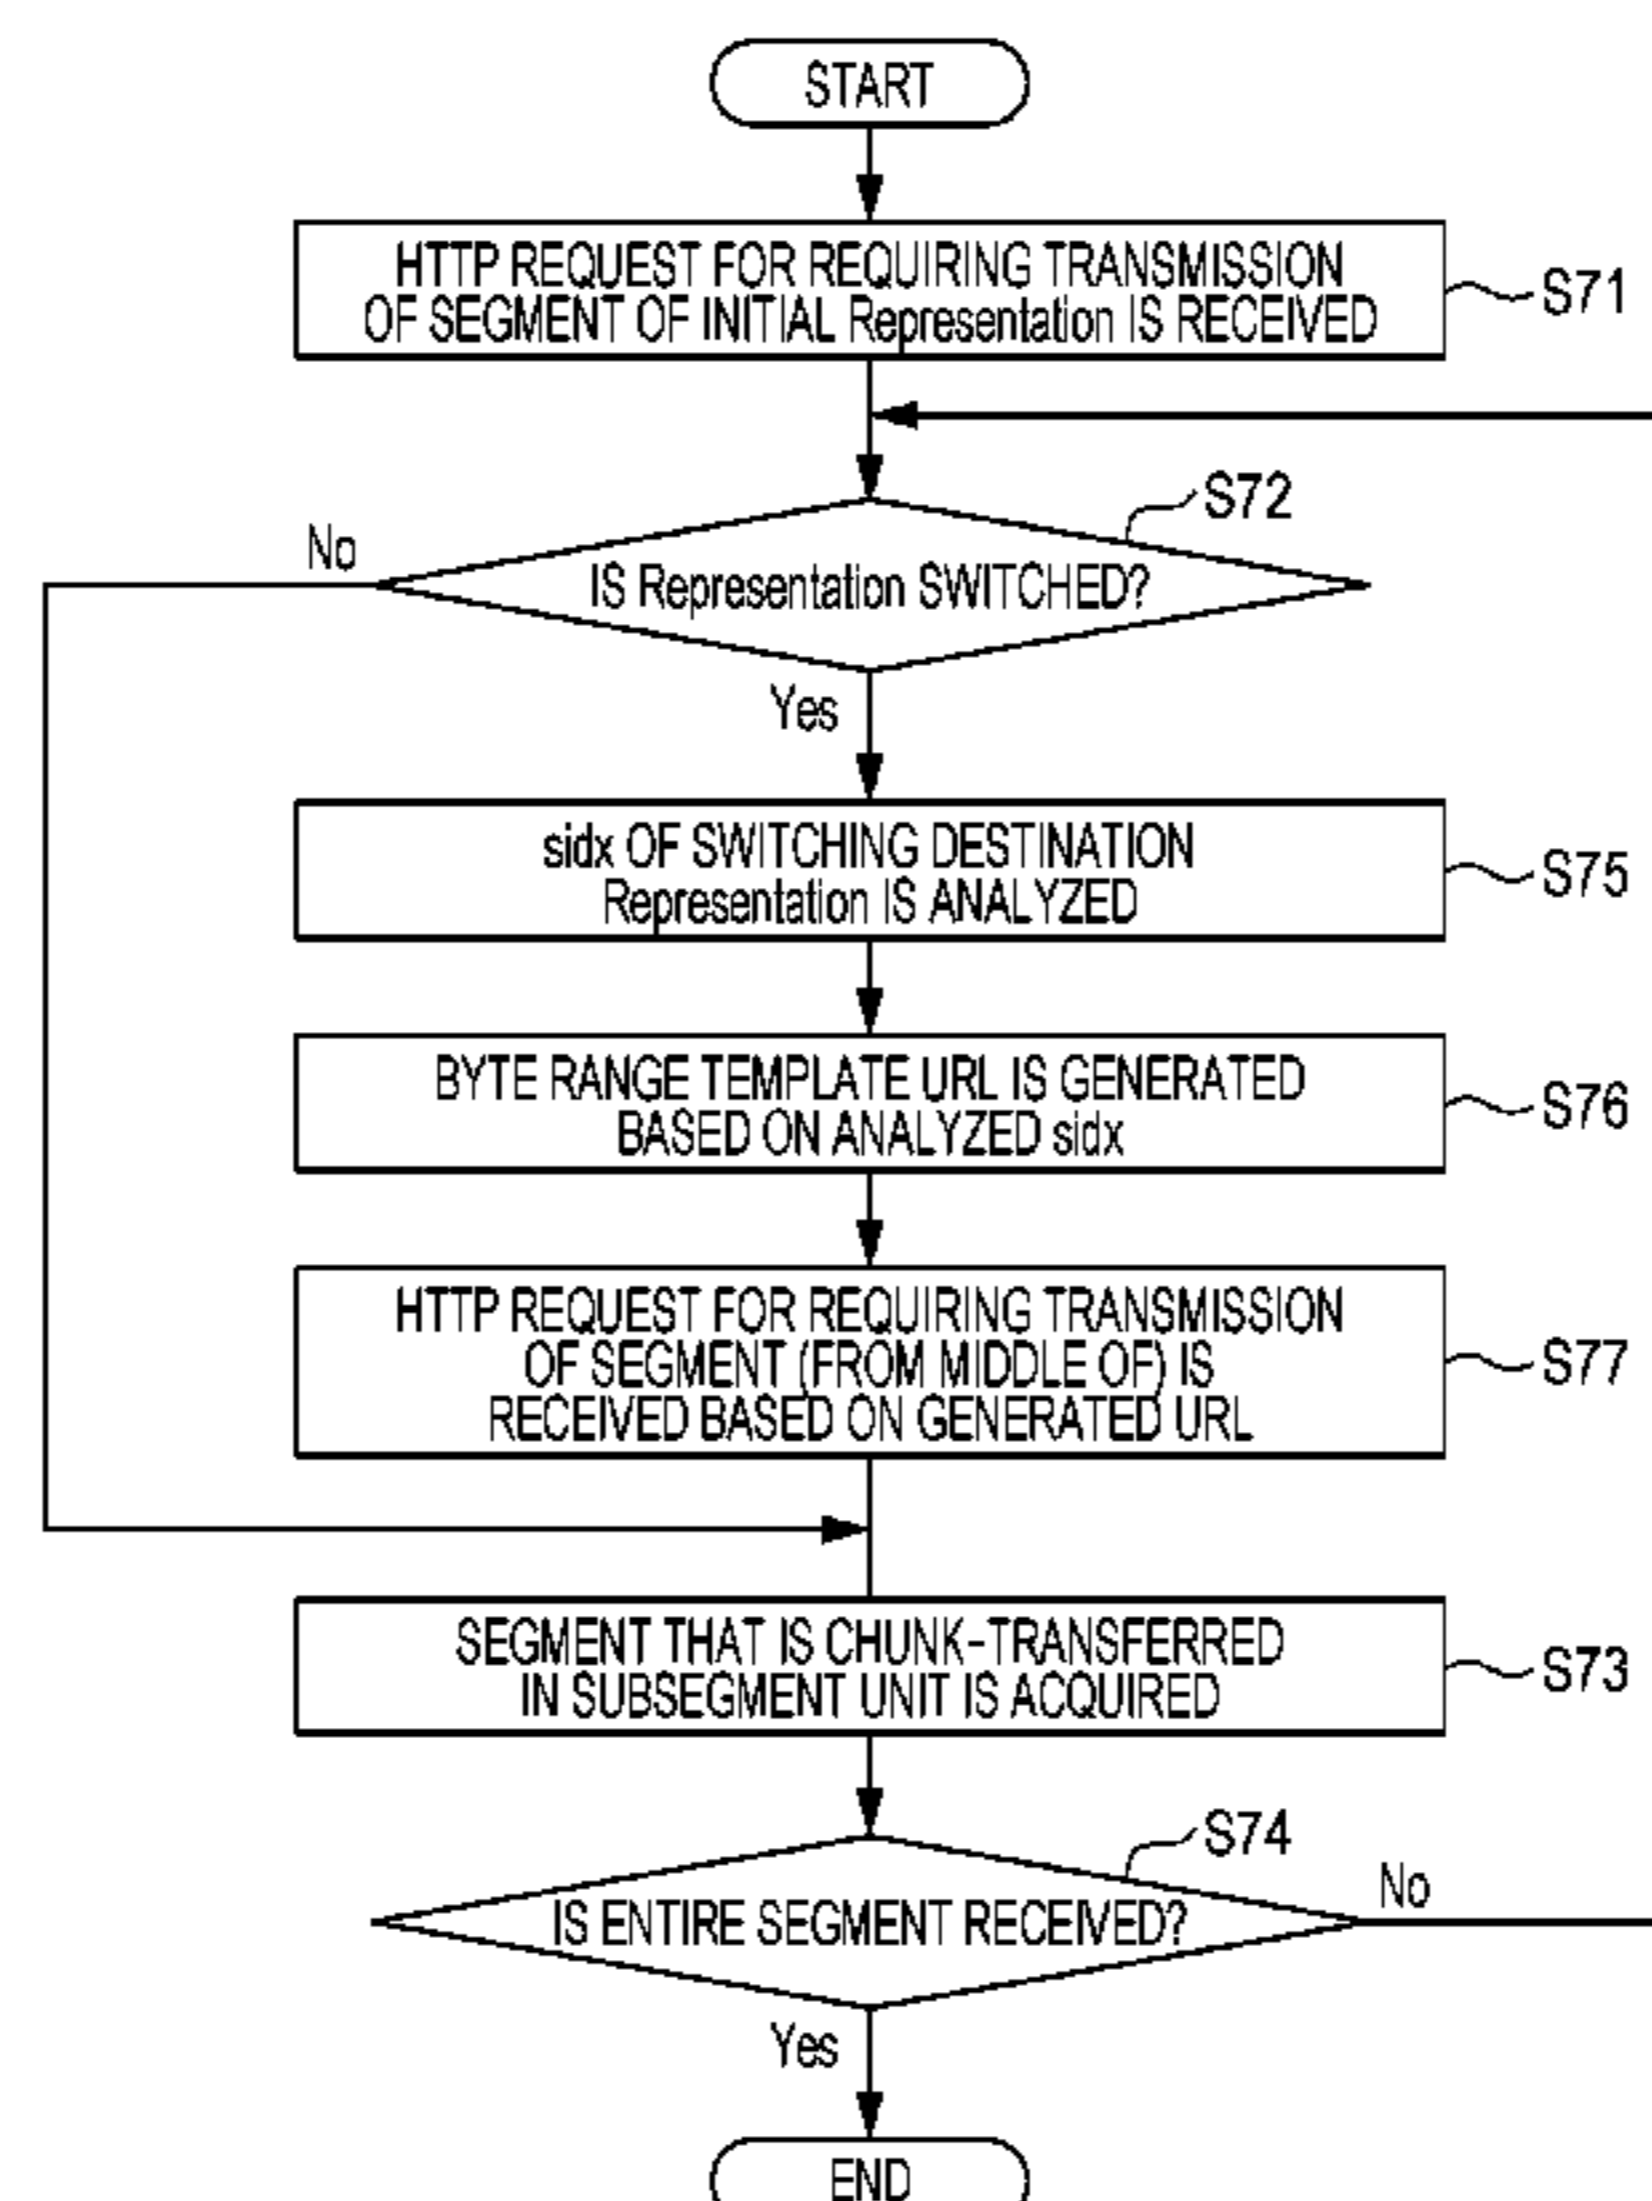 START
HTTP REQUEST FOR REQUIRING TRANSMISSION
OF SEGMENT OF INITIAL Representation IS RECEIVED
S71
S72
No
IS Representation SWITCHED?
Yes
sidx OF SWITCHING DESTINATION
Representation IS ANALYZED
S75
BYTE RANGE TEMPLATE URL IS GENERATED
BASED ON ANALYZED sidx
S76
HTTP REQUEST FOR REQUIRING TRANSMISSION
OF SEGMENT (FROM MIDDLE OF) IS
RECEIVED BASED ON GENERATED URL
S77
SEGMENT THAT IS CHUNK-TRANSFERRED
IN SUBSEGMENT UNIT IS ACQUIRED
S73
S74
No
IS ENTIRE SEGMENT RECEIVED?
Yes
END